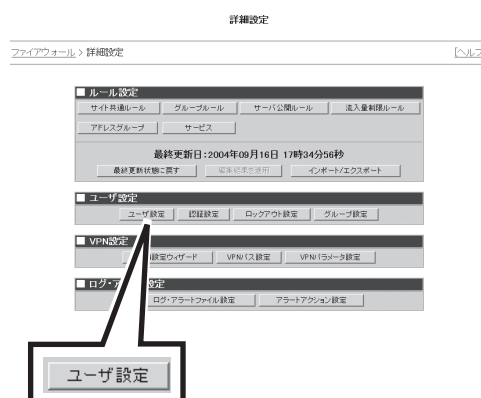 詳細設定
ファイアウォール > 詳細設定 [ヘルプ
■ ルール設定
サイト共通ルール グループルール サーバ公開ルール 流入量制限ルール
アドレスグループ サービス
最終更新日:2004年09月16日 17時34分56秒
最終更新状態に戻す 編集結果を適用 インポート/エクスポート
■ ユーザ設定
ユーザ設定 認証設定 ロックアウト設定 グループ設定
■ VPN設定
設定ウィザード VPNパス設定 VPNパラメータ設定
■ ログ・ア 定
ログ・アラートファイル設定 アラートアクション設定
ユーザ設定